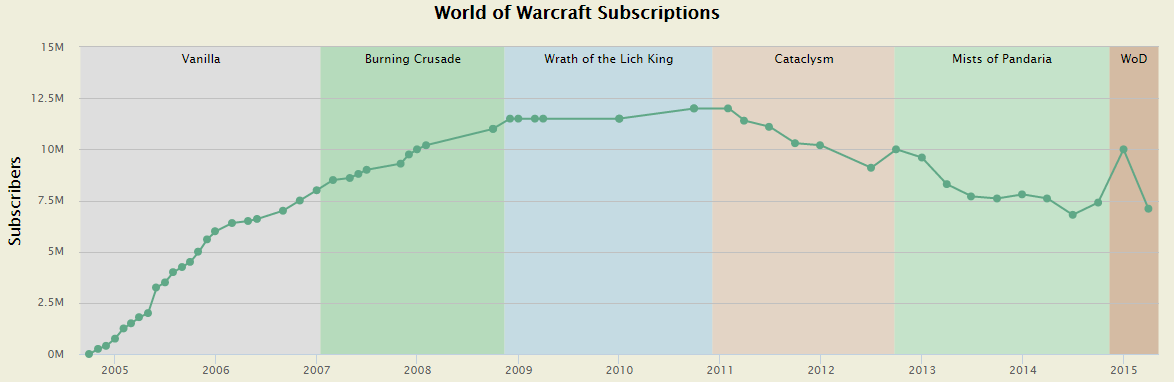 World of Warcraft Subscriptions
15M
Vanilla
Burning Crusade
Wrath of the Lich King
Cataclysm
Mists of Pandaria
WoD
12.5M
10M
7.5M
5M
2.5M
0M
Subscribers
2005
2006
2007
2008
2009
2010
2011
2012
2013
2014
2015